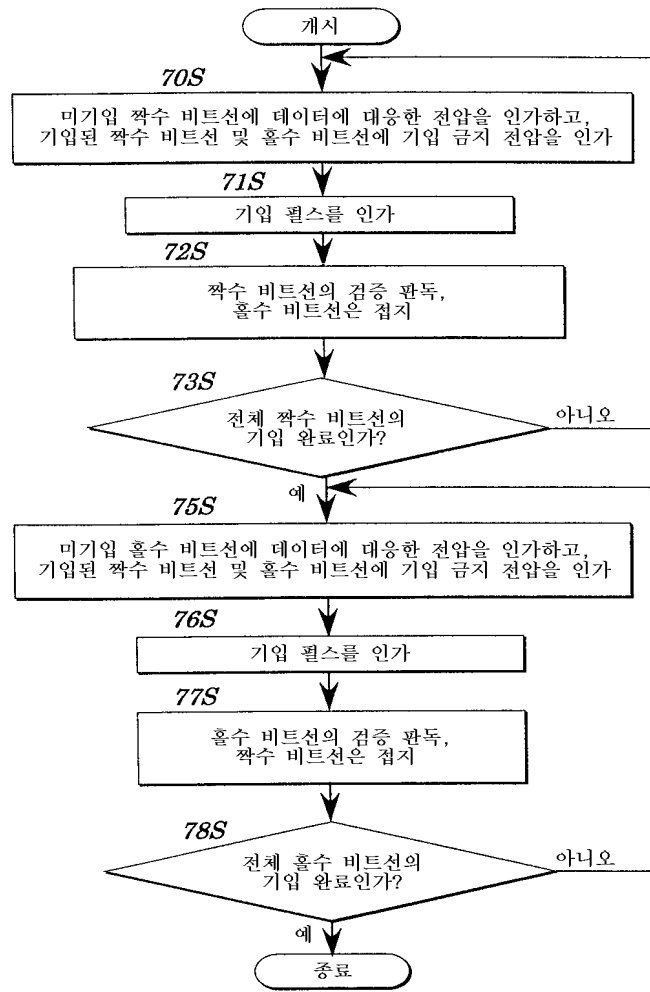 개시
70S
미기입 짝수 비트선에 데이터에 대응한 전압을 인가하고,
기입된 짝수 비트선 및 홀수 비트선에 기입 금지 전압을 인가
71S
기입 펄스를 인가
72S
짝수 비트선의 검증 판독,
홀수 비트선은 접지
73S
전체 짝수 비트선의
기입 완료인가?
아니오
예
75S
미기입 홀수 비트선에 데이터에 대응한 전압을 인가하고,
기입된 짝수 비트선 및 홀수 비트선에 기입 금지 전압을 인가
76S
기입 펄스를 인가
77S
홀수 비트선의 검증 판독,
짝수 비트선은 접지
78S
전체 홀수 비트선의
기입 완료인가?
아니오
예
종료